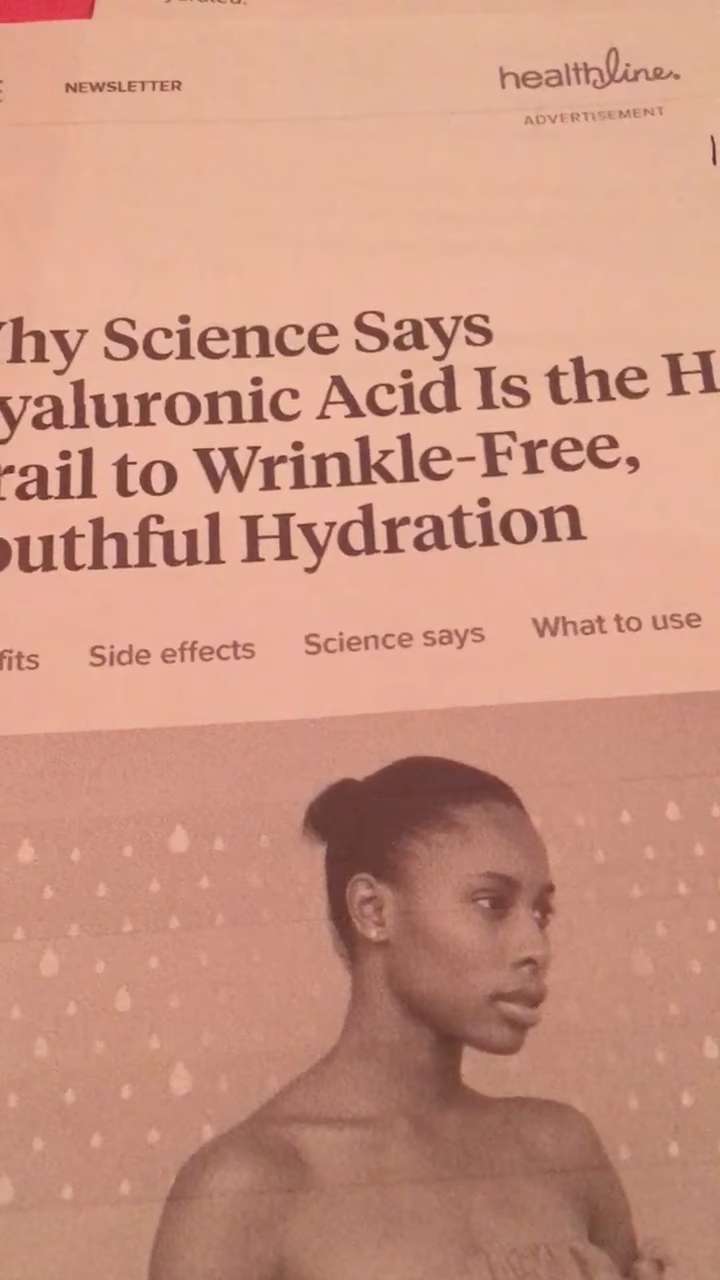 NEWSLETTER
healthline.
ADVERTISEMENT
hy Science Says
yaluronic Acid Is the H
rail to Wrinkle-Free,
outhful Hydration
fits Side effects Science says What to use